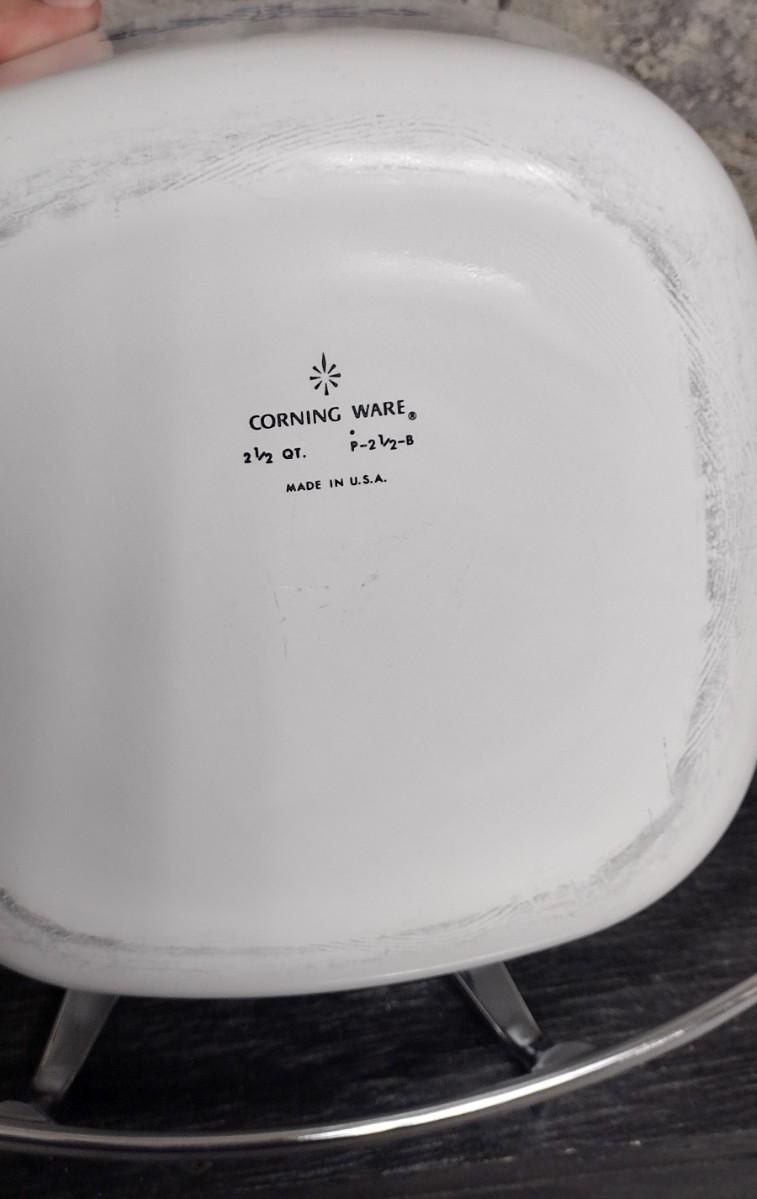 CORNING WARE®
2½ QT. P-2½-B
MADE IN U.S.A.